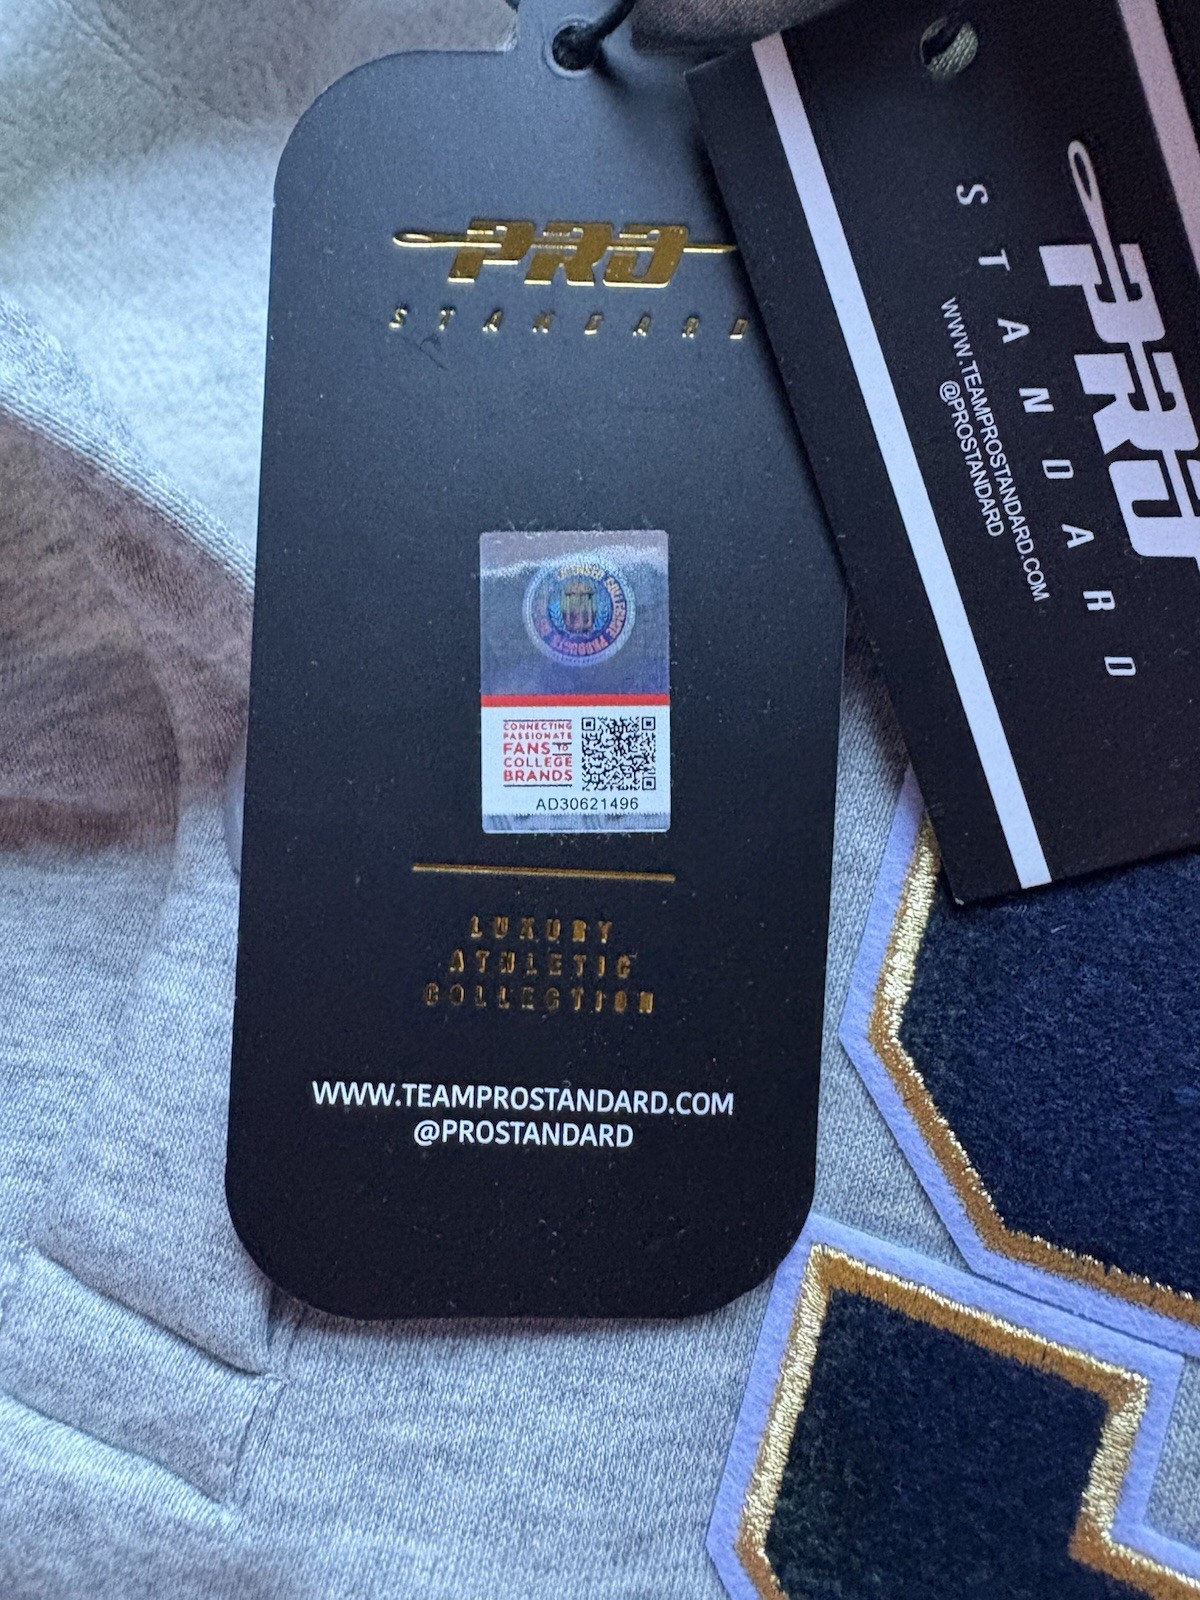 PRO
STANDARD
CONNECTING
PASSIONATE
FANS TO
COLLEGE
BRANDS
AD30621496
LUXURY
ATHLETIC
COLLECTION
WWW.TEAMPROSTANDARD.COM
@PROSTANDARD
PRO
STANDARD
WWW.TEAMPROSTANDARD.COM
@PROSTANDARD